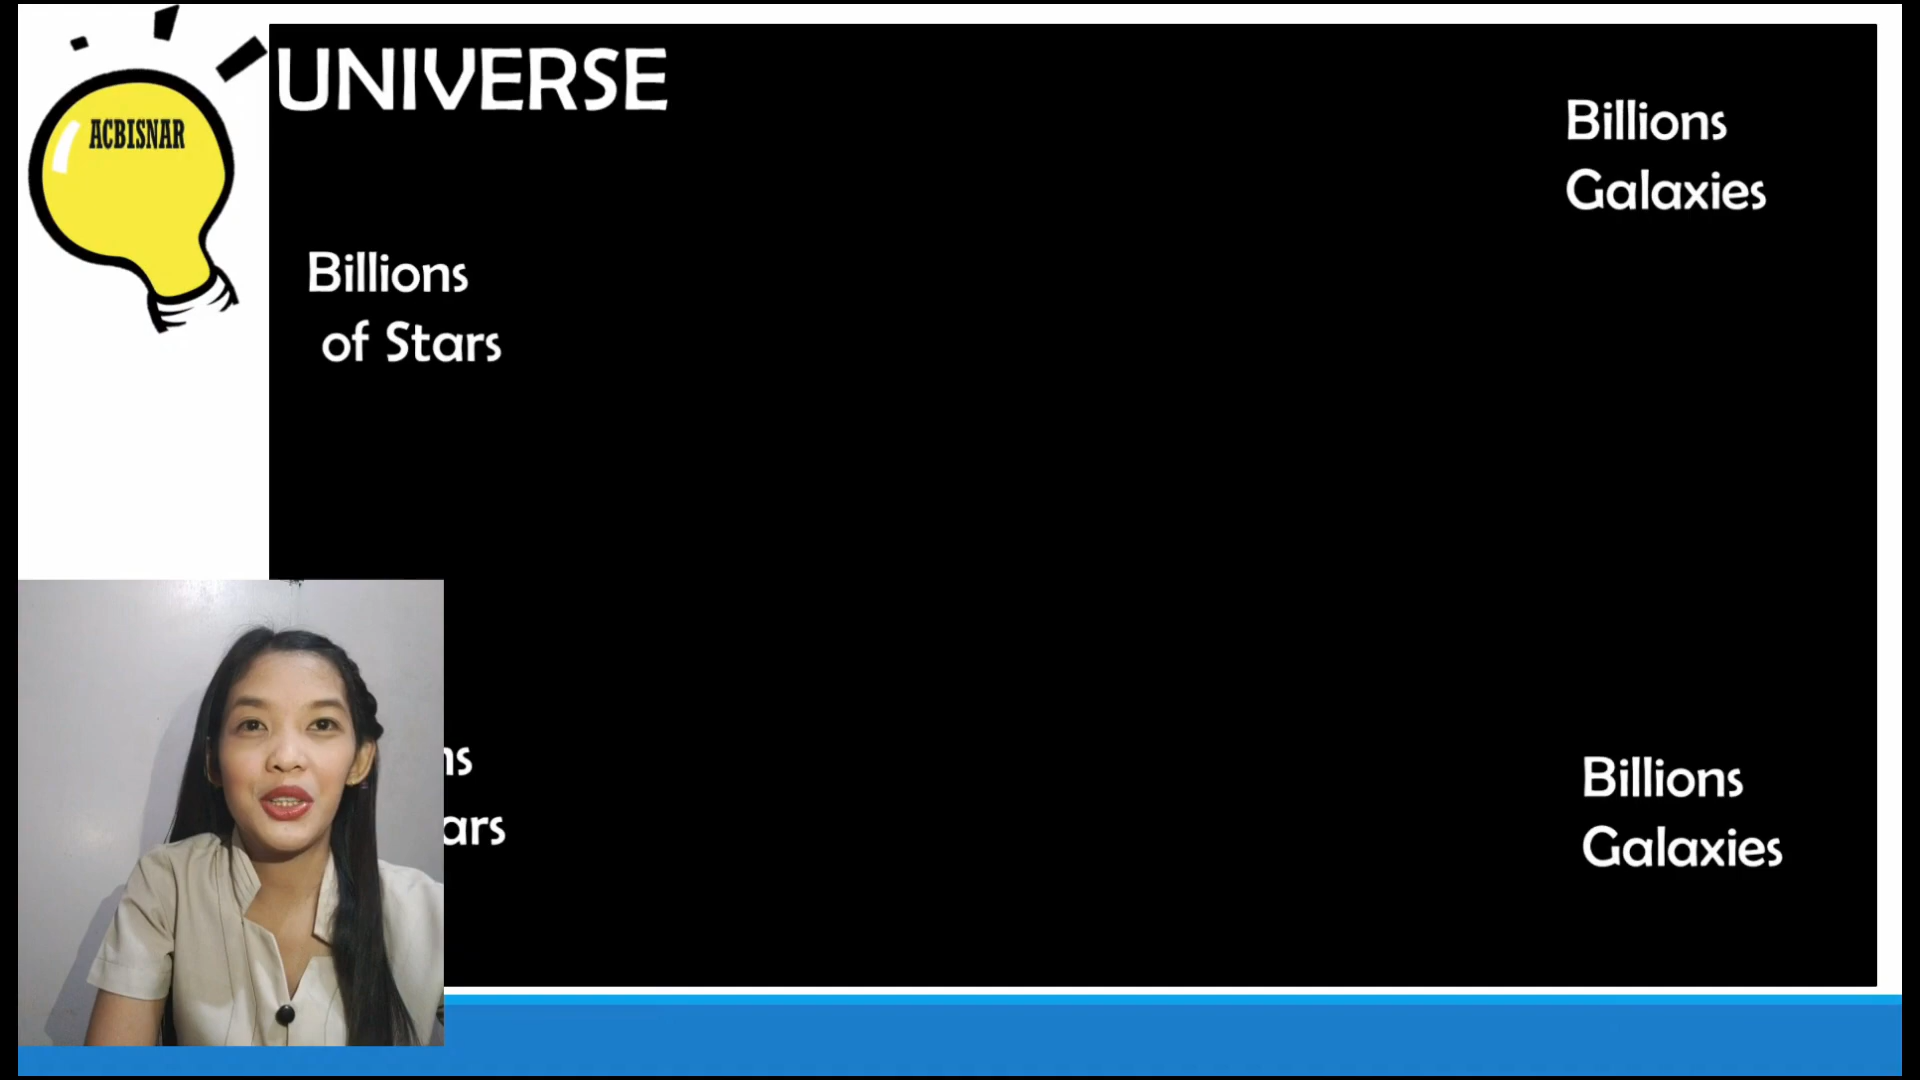 UNIVERSE
ACBISNAR
Billions
Galaxies
Billions
of Stars
Billions
Galaxies